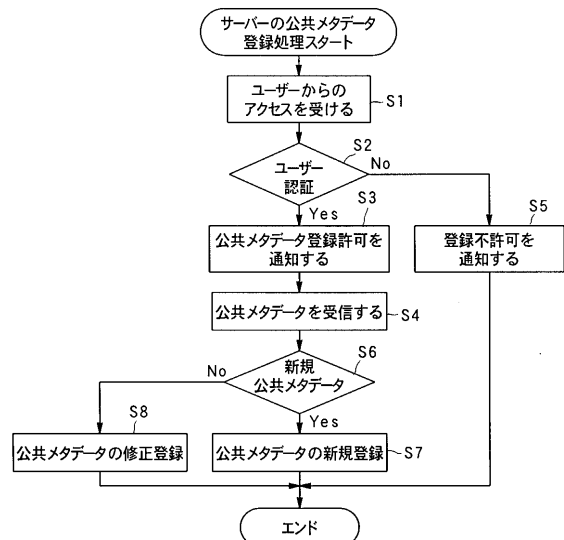 サーバーの公共メタデータ
登録処理スタート
ユーザーからの
アクセスを受ける
S1
S2
ユーザー
認証
No
Yes
S3
公共メタデータ登録許可を
通知する
S5
登録不許可を
通知する
公共メタデータを受信する
S4
S6
新規
公共メタデータ
No
Yes
S8
公共メタデータの修正登録
公共メタデータの新規登録
S7
エンド